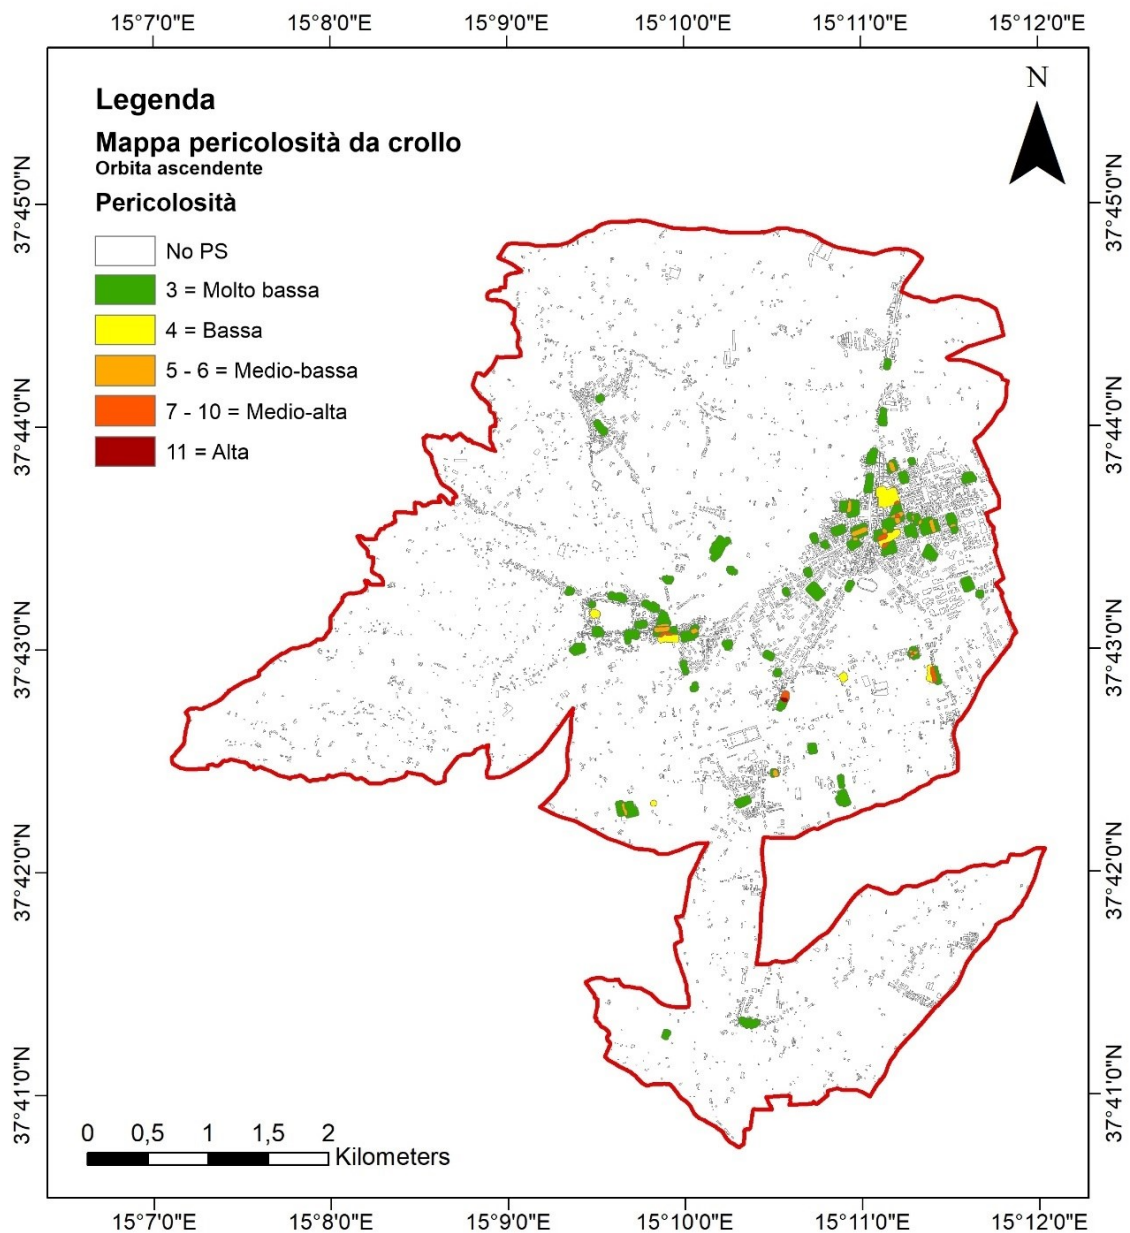 15°7'0"E 15°8'0"E 15°9'0"E 15°10'0"E 15°11'0"E 15°12'0"E
N
Legenda
Mappa pericolosità da crollo
Orbita ascendente
Pericolosità
No PS
3 = Molto bassa
4 = Bassa
5 - 6 = Medio-bassa
7 - 10 = Medio-alta
11 = Alta
37°45'0"N 37°45'0"N
37°44'0"N 37°44'0"N
37°43'0"N 37°43'0"N
37°42'0"N 37°42'0"N
37°41'0"N 37°41'0"N
0 0,5 1 1,5 2
Kilometers
15°7'0"E 15°8'0"E 15°9'0"E 15°10'0"E 15°11'0"E 15°12'0"E